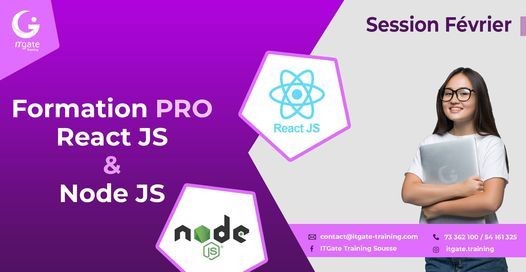 ITgate
Training
Session Février
Formation PRO
React JS
&
Node JS
React JS
node
JS
contact@itgate-training.com
73 362 100 / 54 161 325
ITGate Training Sousse
itgate.training